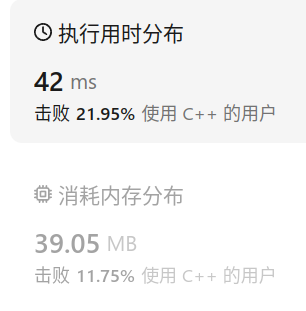 执行用时分布
42 ms
击败 21.95% 使用 C++ 的用户
消耗内存分布
39.05 MB
击败 11.75% 使用 C++ 的用户